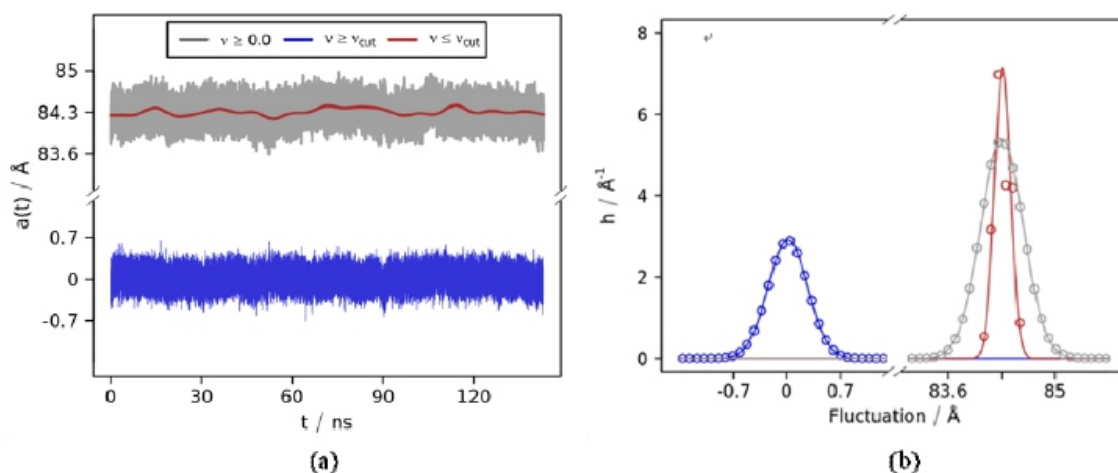 ν ≥ 0.0 ν ≥ νcut ν ≤ νcut
85
84.3
83.6
a(t) / Å
0.7
0
-0.7
0 30 60 90 120
t / ns
(a)
8
6
4
2
0
h / Å⁻¹
-0.7 0 0.7 83.6 85
Fluctuation / Å
(b)